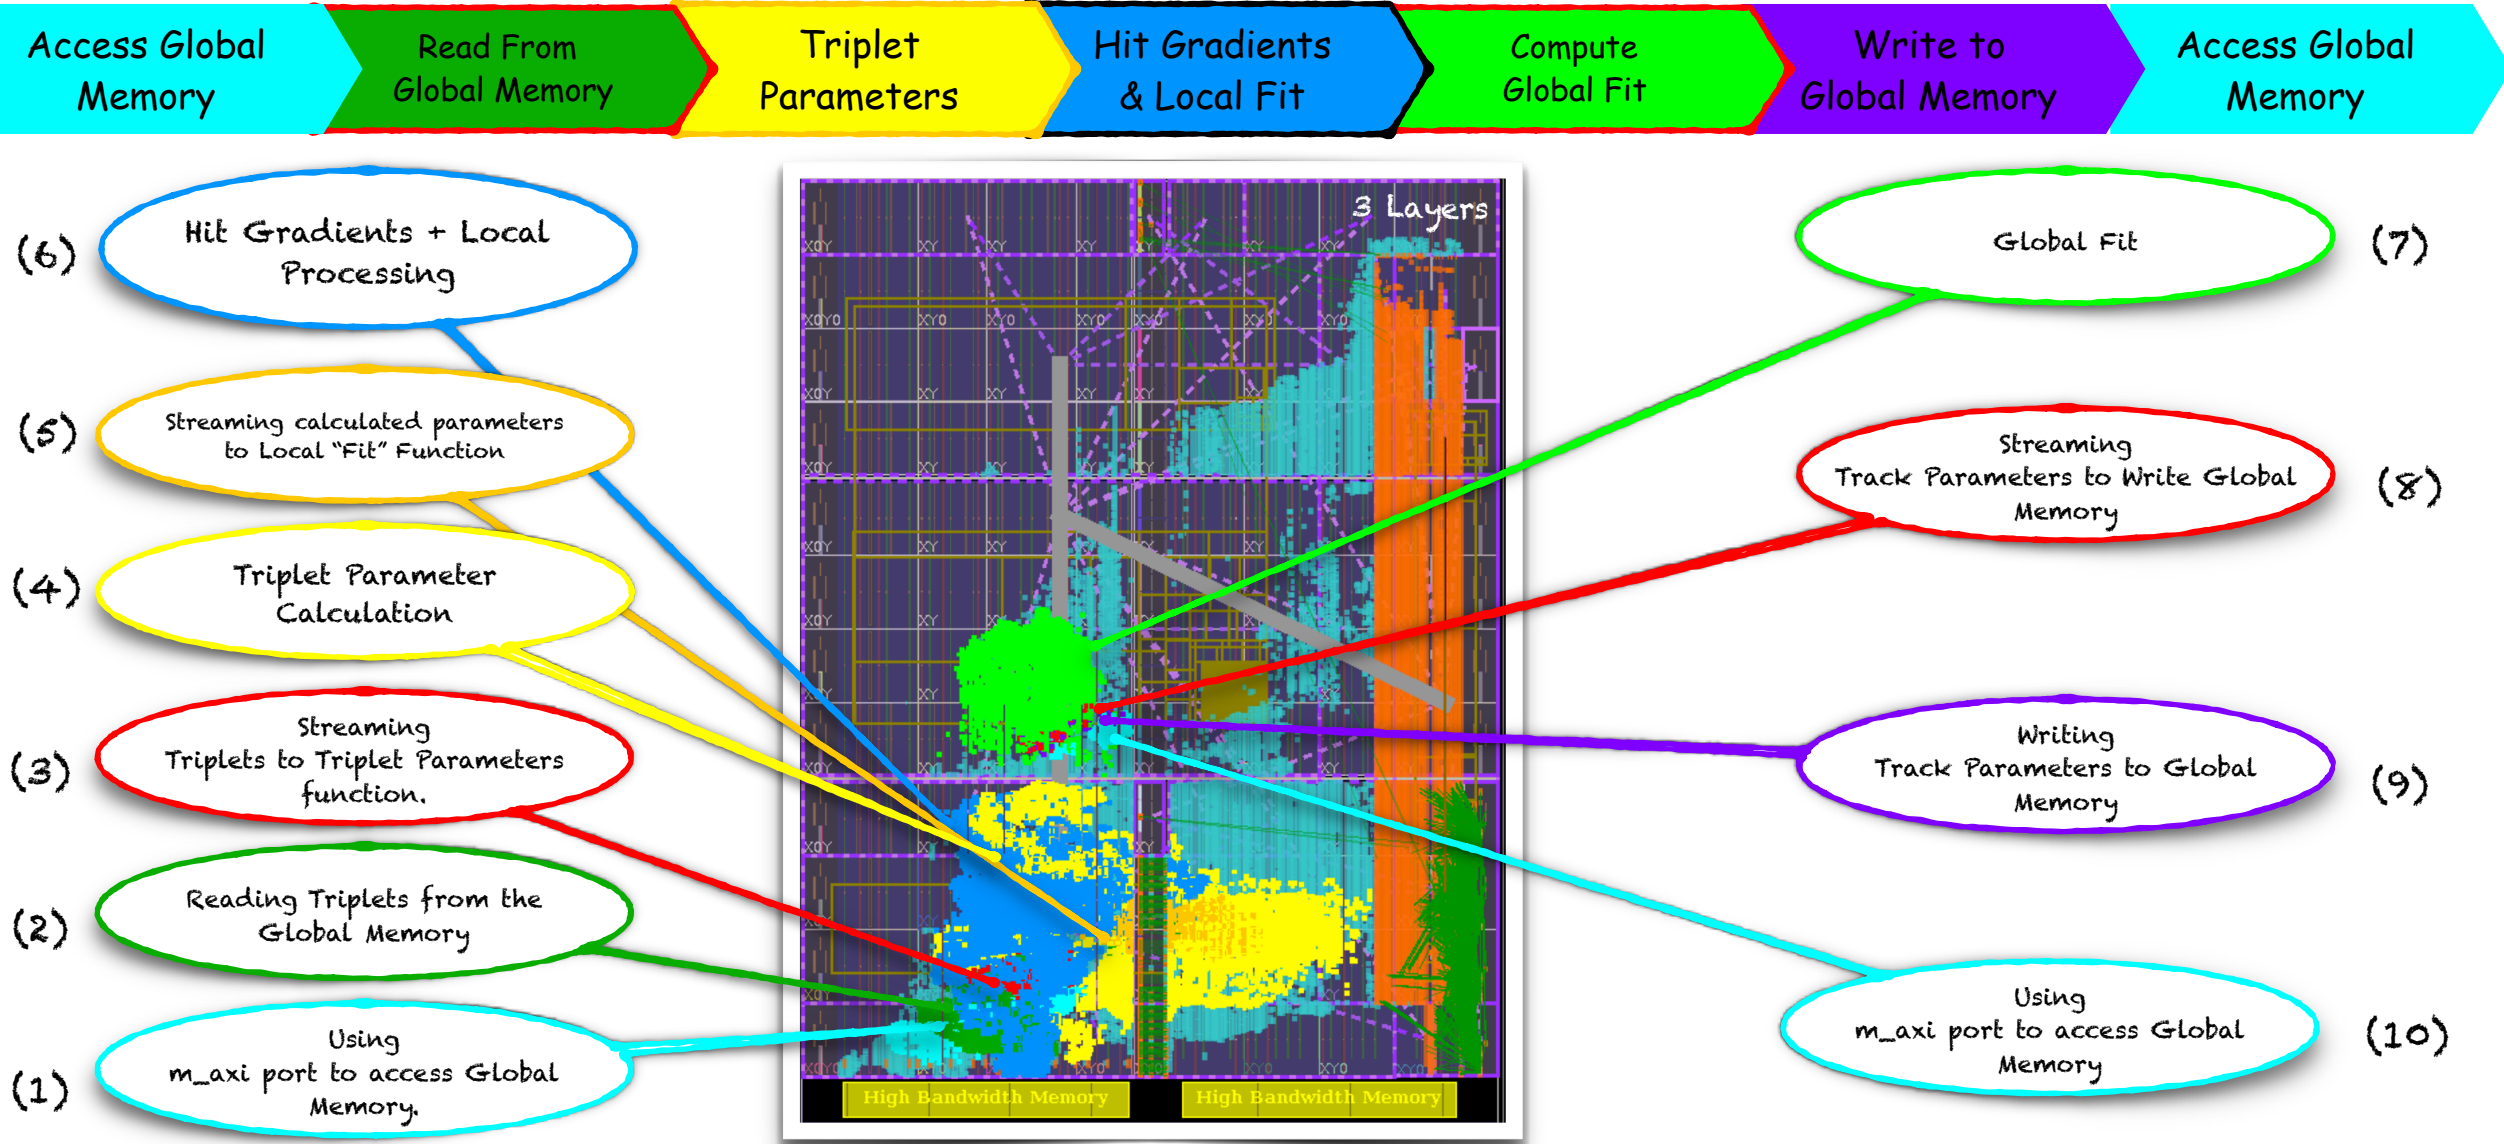 Access Global
Memory
Read From
Global Memory
Triplet
Parameters
Hit Gradients
& Local Fit
Compute
Global Fit
Write to
Global Memory
Access Global
Memory
(6)
Hit Gradients + Local
Processing
(5)
Streaming calculated parameters
to Local "Fit" Function
(4)
Triplet Parameter
Calculation
(3)
Streaming
Triplets to Triplet Parameters
function.
(2)
Reading Triplets from the
Global Memory
(1)
Using
m_axi port to access Global
Memory.
3 Layers
High Bandwidth Memory
High Bandwidth Memory
Global Fit
(7)
Streaming
Track Parameters to Write Global
Memory
(8)
Writing
Track Parameters to Global
Memory
(9)
Using
m_axi port to access Global
Memory
(10)